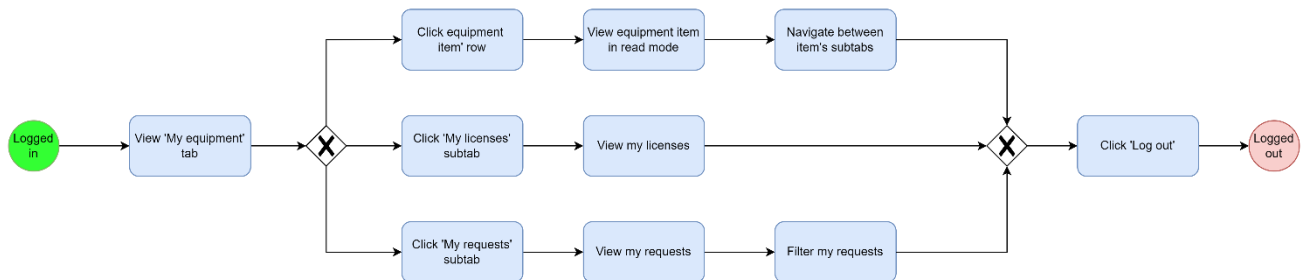 Click equipment
item' row
View equipment item
in read mode
Navigate between
item's subtabs
Logged
in
View 'My equipment'
tab
X
Click 'My licenses'
subtab
View my licenses
X
Click 'Log out'
Logged
out
Click 'My requests'
subtab
View my requests
Filter my requests